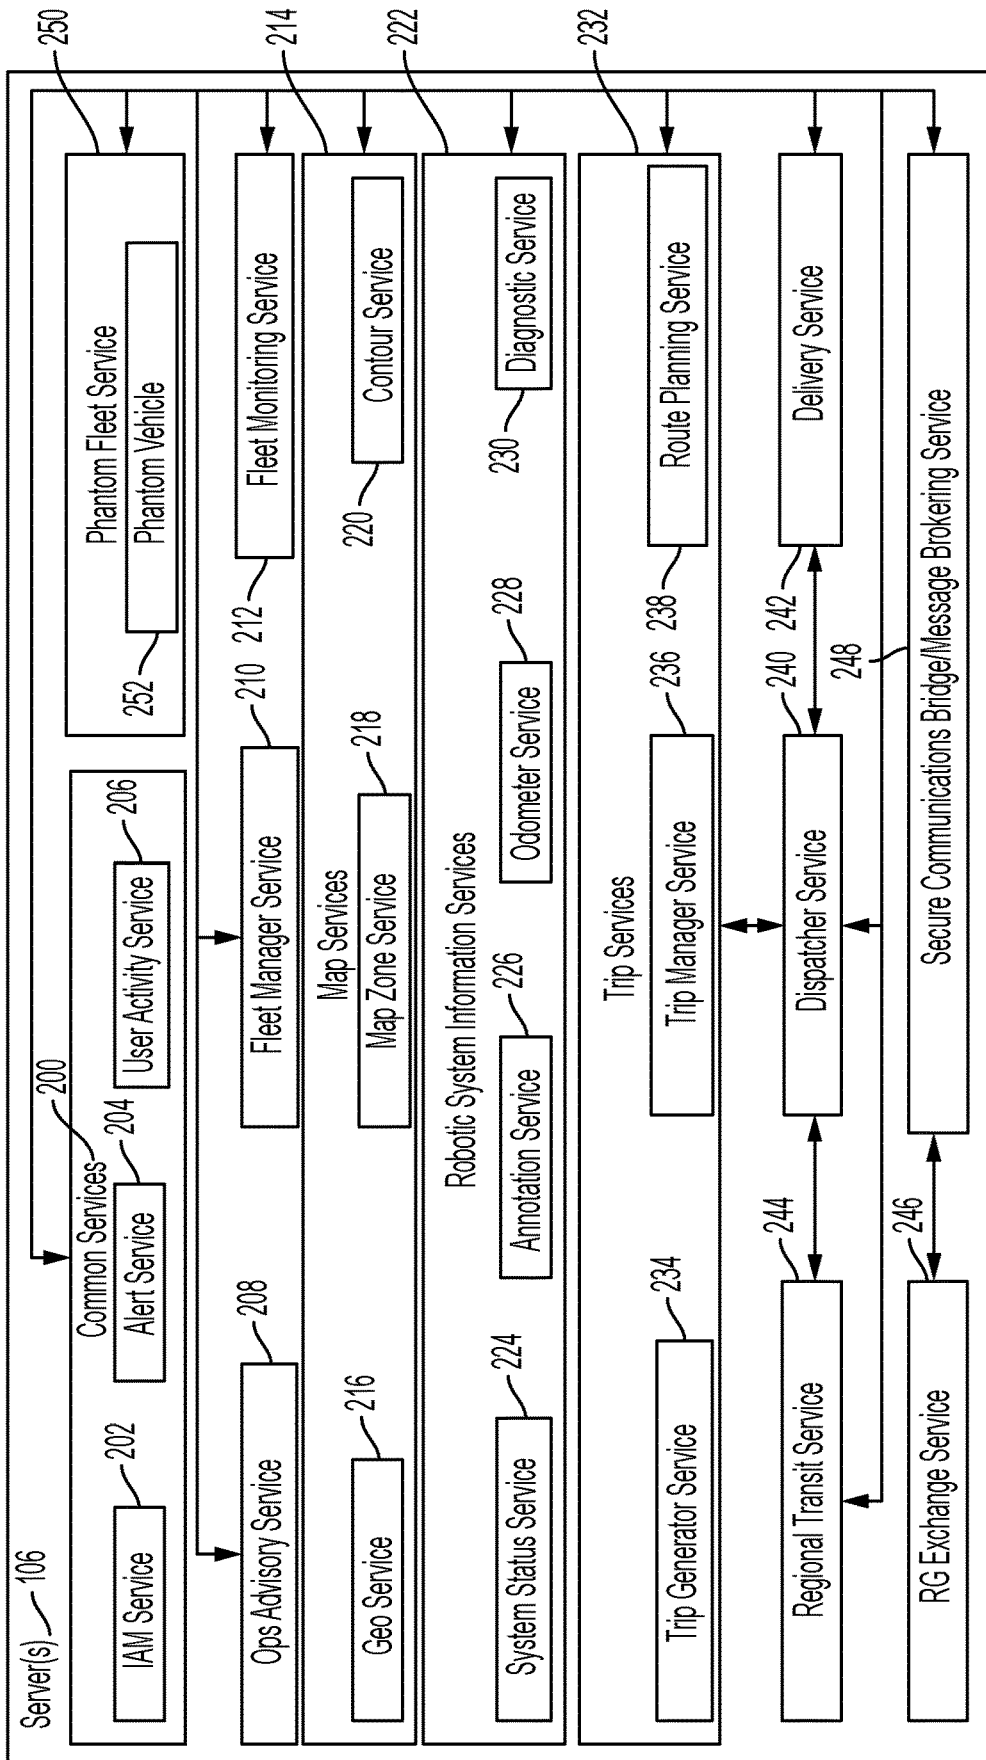 Server(s) 106
Common Services 200
IAM Service
202
Alert Service
204
User Activity Service
206
Phantom Fleet Service
Phantom Vehicle
252
250
Ops Advisory Service
208
Fleet Manager Service
210
Fleet Monitoring Service
212
Map Services
214
Geo Service
216
Map Zone Service
218
Contour Service
220
Robotic System Information Services
222
System Status Service
224
Annotation Service
226
Odometer Service
228
Diagnostic Service
230
Trip Services
232
Trip Generator Service
234
Trip Manager Service
236
Route Planning Service
238
Regional Transit Service
244
Dispatcher Service
240
Delivery Service
242
RG Exchange Service
246
Secure Communications Bridge/Message Brokering Service
248